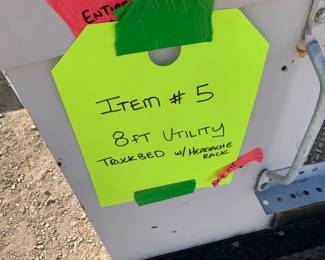 ITEM # 5
8FT UTILITY
TRUCKBED W/ HEADACHE
RACK